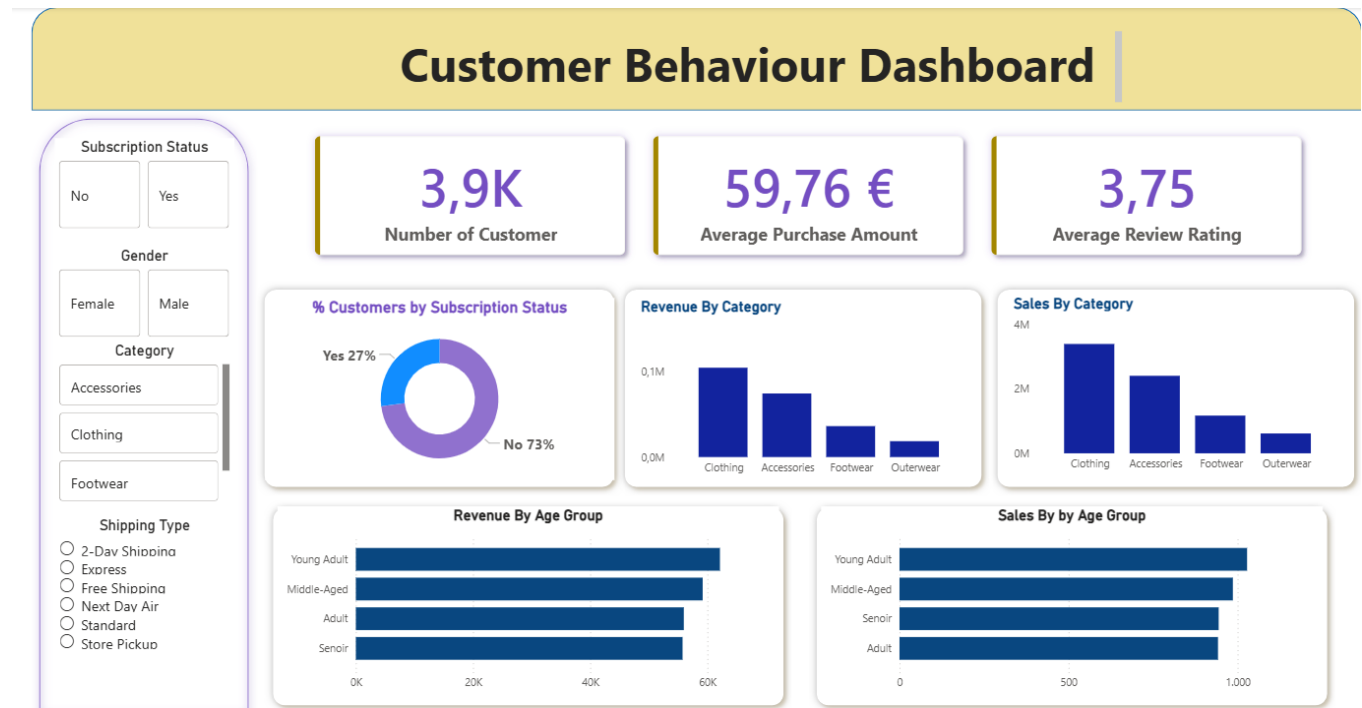 Customer Behaviour Dashboard
Subscription Status
No
Yes
Gender
Female
Male
Category
Accessories
Clothing
Footwear
Shipping Type
2-Day Shipping
Express
Free Shipping
Next Day Air
Standard
Store Pickup
3,9K
Number of Customer
59,76 €
Average Purchase Amount
3,75
Average Review Rating
% Customers by Subscription Status
Yes 27%
No 73%
Revenue By Category
0,1M
0,0M
Clothing Accessories Footwear Outerwear
Sales By Category
4M
2M
0M
Clothing Accessories Footwear Outerwear
Revenue By Age Group
Young Adult
Middle-Aged
Adult
Senoir
0K 20K 40K 60K
Sales By by Age Group
Young Adult
Middle-Aged
Senoir
Adult
0 500 1.000